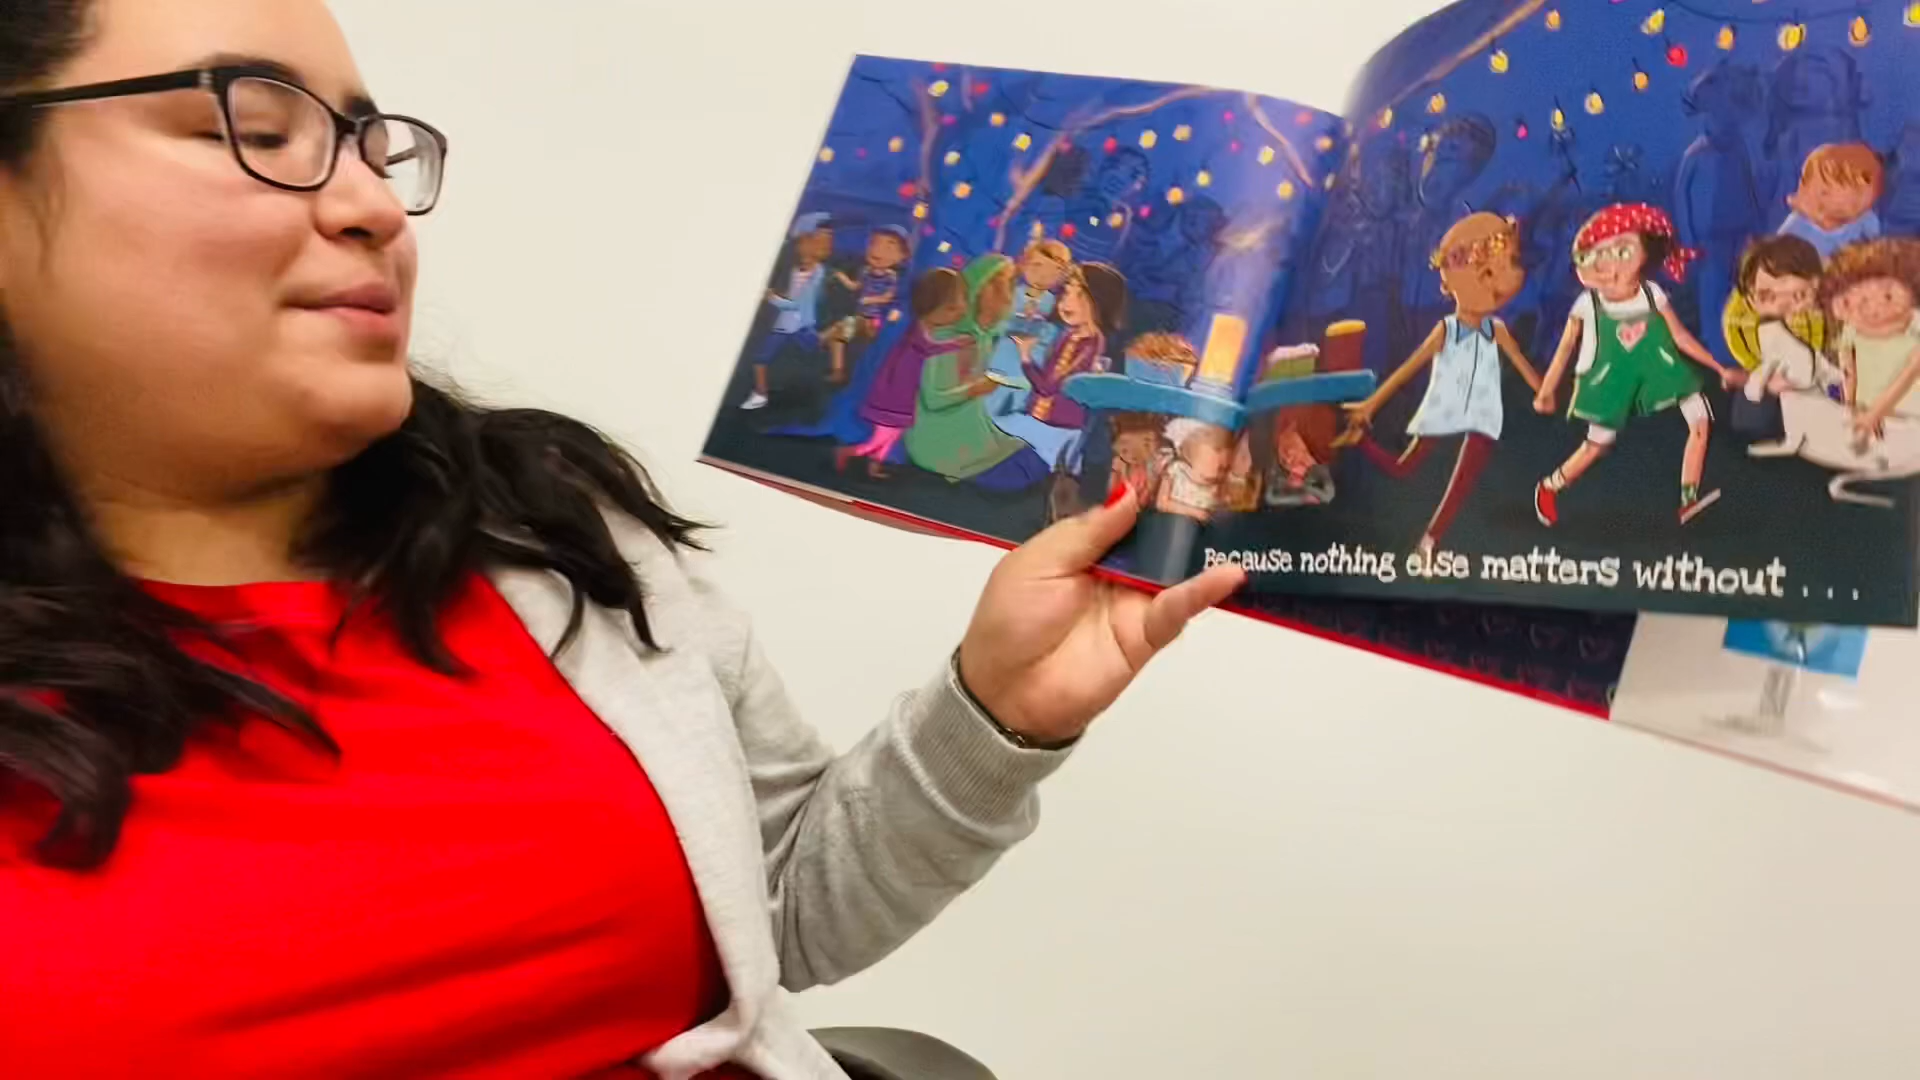 Because nothing else matters without . . .